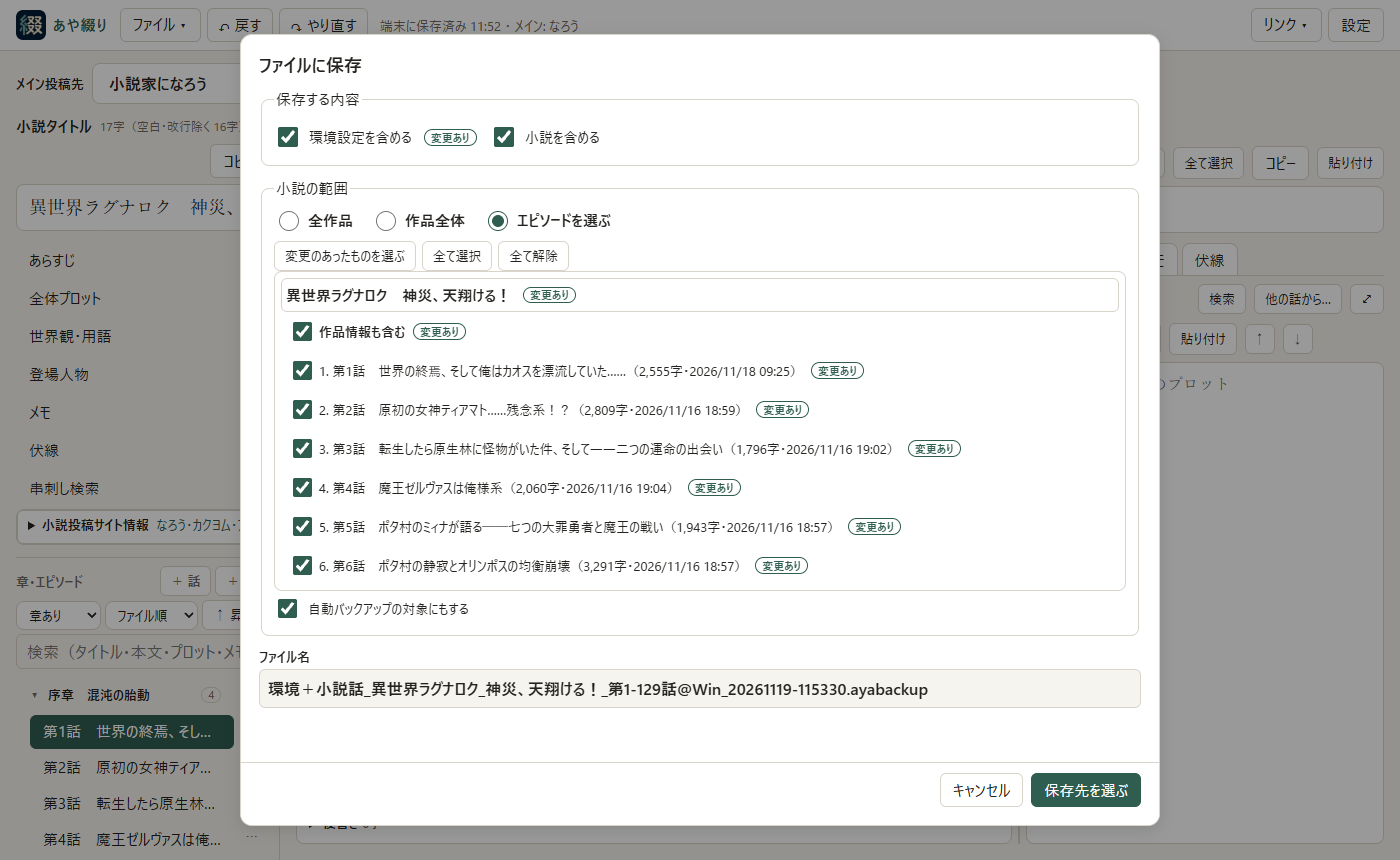 綴 あや綴り ファイル ▾ 戻す やり直す 端末に保存済み 11:52・メイン: なろう リンク ▾ 設定
メイン投稿先 小説家になろう
小説タイトル 17字（空白・改行除く16字
全て選択 コピー 貼り付け
異世界ラグナロク　神災、
あらすじ
全体プロット
世界観・用語
登場人物
メモ
伏線
串刺し検索
▶ 小説投稿サイト情報 なろう・カクヨム・
章・エピソード ＋ 話 ＋
章あり ファイル順 ↑
検索（タイトル・本文・プロット・メモ
▾ 序章　混沌の胎動 4
第1話　世界の終焉、そし...
第2話　原初の女神ティア...
第3話　転生したら原生林...
第4話　魔王ゼルヴァスは俺... …
ファイルに保存
保存する内容
環境設定を含める 変更あり 小説を含める
小説の範囲
全作品 作品全体 エピソードを選ぶ
変更のあったものを選ぶ 全て選択 全て解除
異世界ラグナロク　神災、天翔ける！ 変更あり
作品情報も含む 変更あり
1. 第1話　世界の終焉、そして俺はカオスを漂流していた……（2,555字・2026/11/18 09:25） 変更あり
2. 第2話　原初の女神ティアマト……残念系！？（2,809字・2026/11/16 18:59） 変更あり
3. 第3話　転生したら原生林に怪物がいた件、そして一一二つの運命の出会い（1,796字・2026/11/16 19:02） 変更あり
4. 第4話　魔王ゼルヴァスは俺様系（2,060字・2026/11/16 19:04） 変更あり
5. 第5話　ポタ村のミィナが語る──七つの大罪勇者と魔王の戦い（1,943字・2026/11/16 18:57） 変更あり
6. 第6話　ポタ村の静寂とオリンポスの均衡崩壊（3,291字・2026/11/16 18:57） 変更あり
自動バックアップの対象にもする
ファイル名
環境＋小説話_異世界ラグナロク_神災、天翔ける！_第1-129話@Win_20261119-115330.ayabackup
キャンセル 保存先を選ぶ
伏線
検索 他の話から...
貼り付け ↑ ↓
のプロット